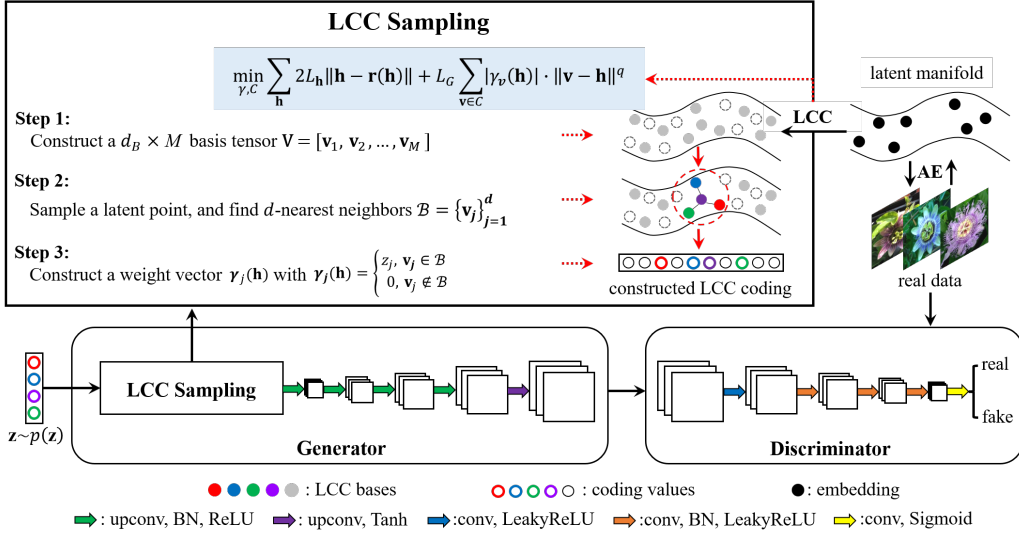 LCC Sampling
min γ,C ∑ h 2L_h‖h − r(h)‖ + L_G ∑ v∈C |γ_v(h)| · ‖v − h‖^q
latent manifold
Step 1:
Construct a d_B × M basis tensor V = [v_1, v_2, ..., v_M ]
LCC
AE
Step 2:
Sample a latent point, and find d-nearest neighbors ℬ = {v_j}_{j=1}^d
Step 3:
Construct a weight vector γ_j(h) with γ_j(h) = { z_j, v_j ∈ ℬ
0, v_j ∉ ℬ
constructed LCC coding
real data
LCC Sampling
z~p(z)
Generator
real
fake
Discriminator
: LCC bases
: coding values
: embedding
: upconv, BN, ReLU
: upconv, Tanh
:conv, LeakyReLU
:conv, BN, LeakyReLU
:conv, Sigmoid